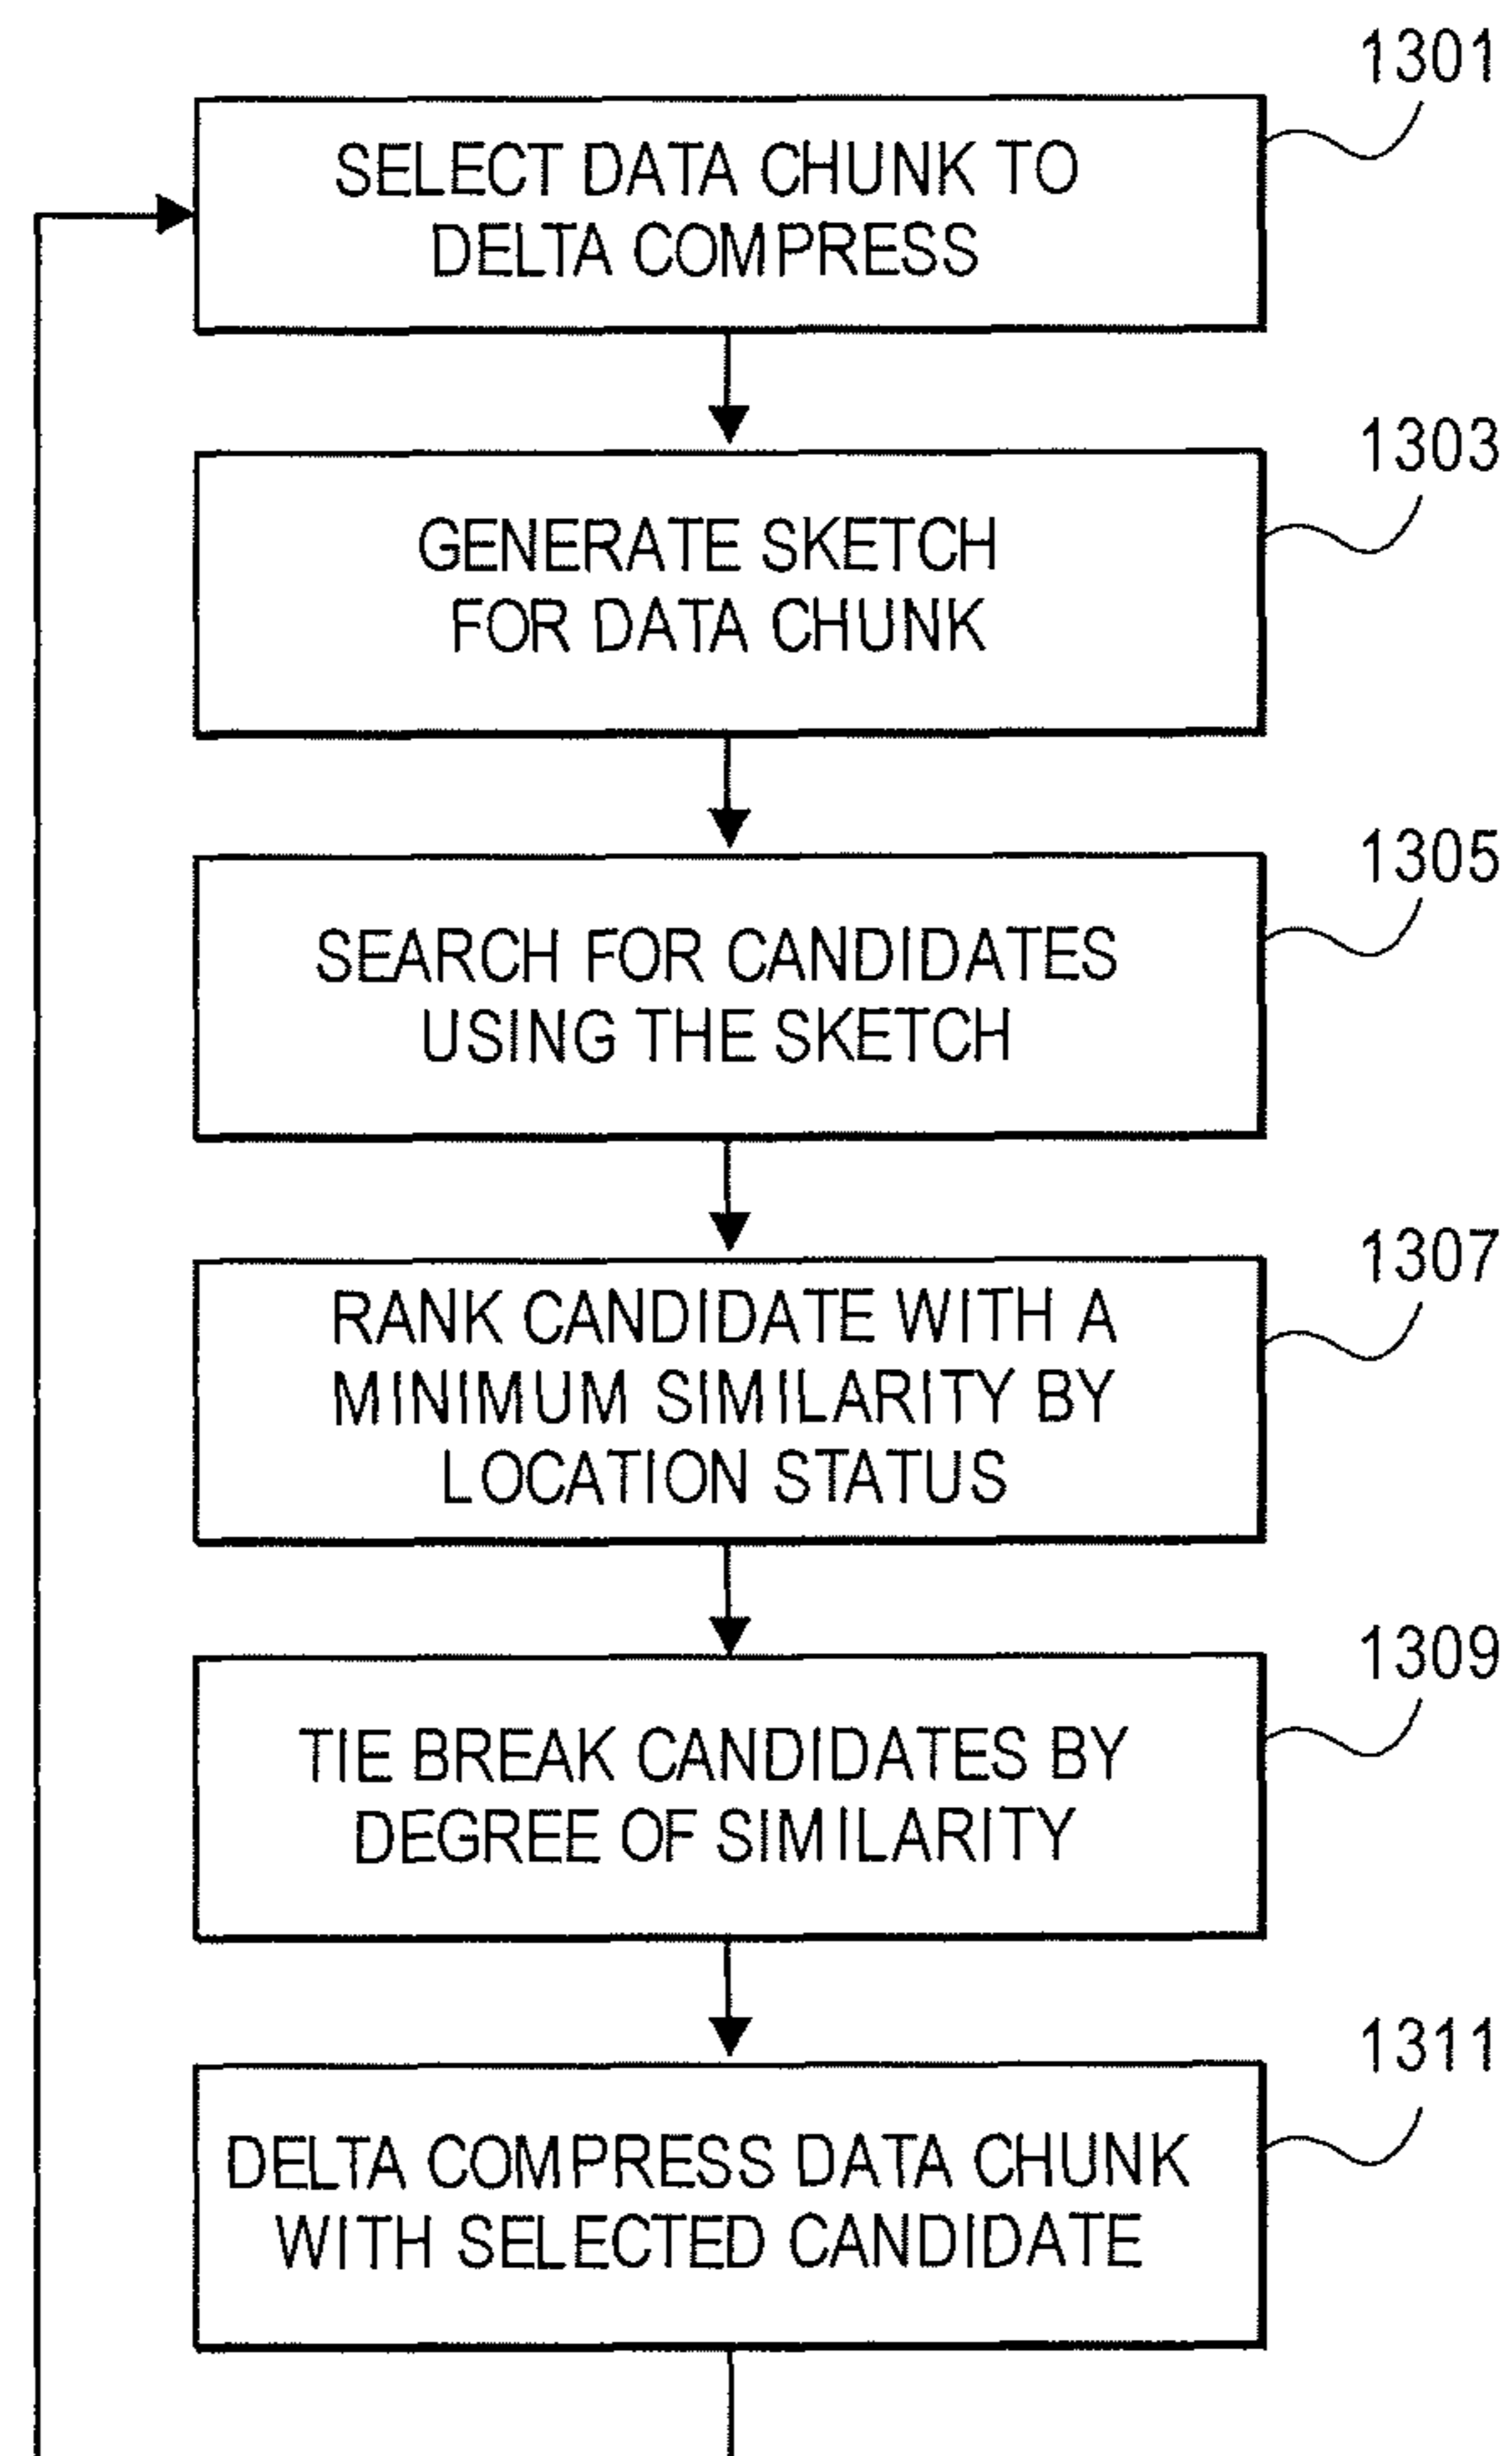 1301
SELECT DATA CHUNK TO
DELTA COMPRESS
1303
GENERATE SKETCH
FOR DATA CHUNK
1305
SEARCH FOR CANDIDATES
USING THE SKETCH
1307
RANK CANDIDATE WITH A
MINIMUM SIMILARITY BY
LOCATION STATUS
1309
TIE BREAK CANDIDATES BY
DEGREE OF SIMILARITY
1311
DELTA COMPRESS DATA CHUNK
WITH SELECTED CANDIDATE